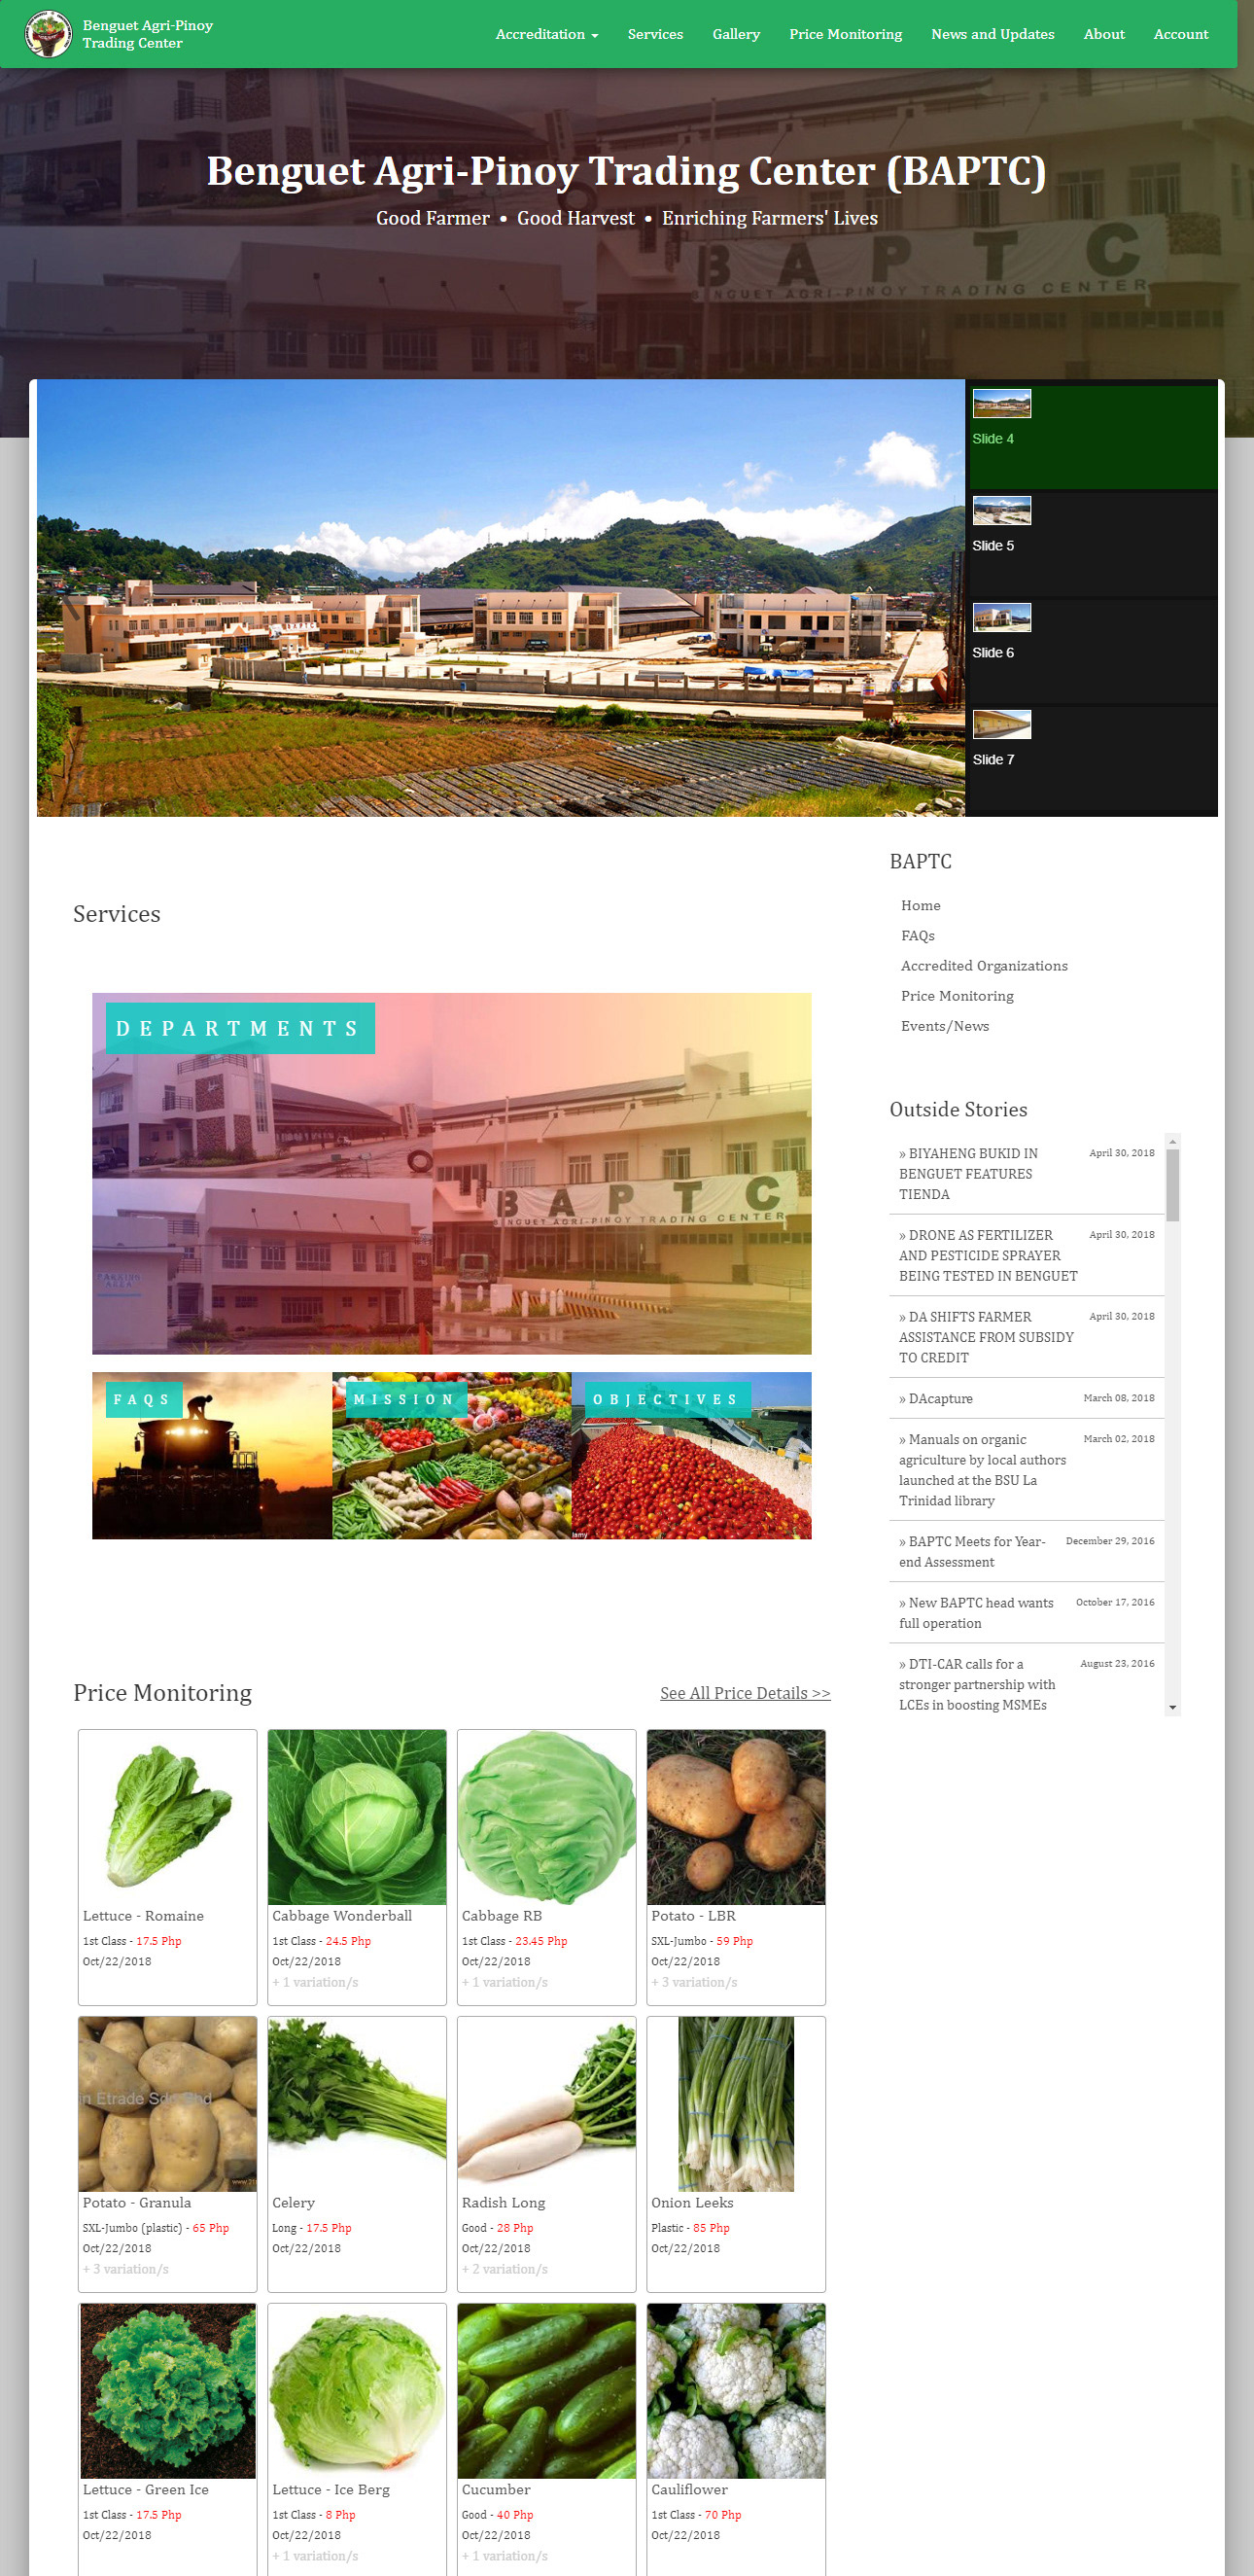 Benguet Agri-Pinoy
Trading Center
Accreditation
Services
Gallery
Price Monitoring
News and Updates
About
Account
Benguet Agri-Pinoy Trading Center (BAPTC)
Good Farmer • Good Harvest • Enriching Farmers' Lives
BAPTC
BENGUET AGRI-PINOY TRADING CENTER
Slide 4
Slide 5
Slide 6
Slide 7
Services
DEPARTMENTS
BAPTC
BENGUET AGRI-PINOY TRADING CENTER
PARKING
AREA
FAQS
MISSION
OBJECTIVES
BAPTC
Home
FAQs
Accredited Organizations
Price Monitoring
Events/News
Outside Stories
» BIYAHENG BUKID IN April 30, 2018
BENGUET FEATURES
TIENDA
» DRONE AS FERTILIZER April 30, 2018
AND PESTICIDE SPRAYER
BEING TESTED IN BENGUET
» DA SHIFTS FARMER April 30, 2018
ASSISTANCE FROM SUBSIDY
TO CREDIT
» DAcapture March 08, 2018
» Manuals on organic March 02, 2018
agriculture by local authors
launched at the BSU La
Trinidad library
» BAPTC Meets for Year- December 29, 2016
end Assessment
» New BAPTC head wants October 17, 2016
full operation
» DTI-CAR calls for a August 23, 2016
stronger partnership with
LCEs in boosting MSMEs
Price Monitoring
See All Price Details >>
Lettuce - Romaine
1st Class - 17.5 Php
Oct/22/2018
Cabbage Wonderball
1st Class - 24.5 Php
Oct/22/2018
+ 1 variation/s
Cabbage RB
1st Class - 23.45 Php
Oct/22/2018
+ 1 variation/s
Potato - LBR
SXL-Jumbo - 59 Php
Oct/22/2018
+ 3 variation/s
Potato - Granula
SXL-Jumbo (plastic) - 65 Php
Oct/22/2018
+ 3 variation/s
Celery
Long - 17.5 Php
Oct/22/2018
Radish Long
Good - 28 Php
Oct/22/2018
+ 2 variation/s
Onion Leeks
Plastic - 85 Php
Oct/22/2018
Lettuce - Green Ice
1st Class - 17.5 Php
Oct/22/2018
Lettuce - Ice Berg
1st Class - 8 Php
Oct/22/2018
+ 1 variation/s
Cucumber
Good - 40 Php
Oct/22/2018
+ 1 variation/s
Cauliflower
1st Class - 70 Php
Oct/22/2018